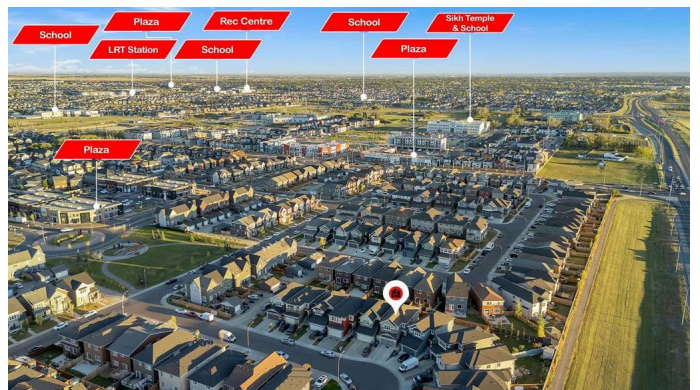 School
Plaza
LRT Station
Rec Centre
School
School
Plaza
Sikh Temple
& School
Plaza